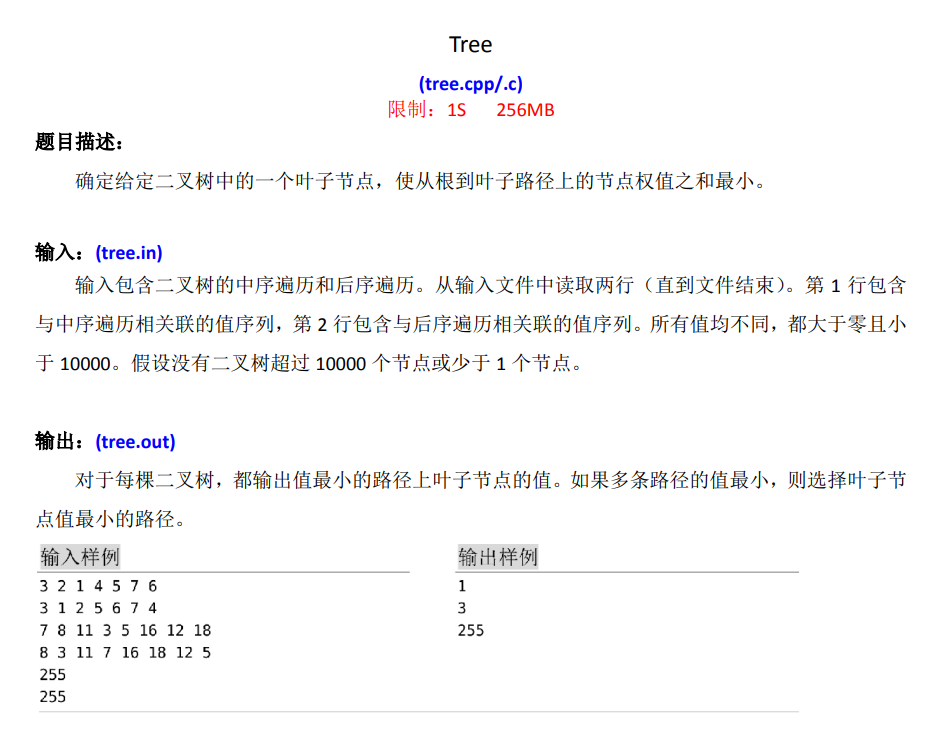 Tree
(tree.cpp/.c)
限制：1S 256MB
题目描述：
确定给定二叉树中的一个叶子节点，使从根到叶子路径上的节点权值之和最小。
输入：(tree.in)
输入包含二叉树的中序遍历和后序遍历。从输入文件中读取两行（直到文件结束）。第 1 行包含
与中序遍历相关联的值序列，第 2 行包含与后序遍历相关联的值序列。所有值均不同，都大于零且小
于 10000。假设没有二叉树超过 10000 个节点或少于 1 个节点。
输出：(tree.out)
对于每棵二叉树，都输出值最小的路径上叶子节点的值。如果多条路径的值最小，则选择叶子节
点值最小的路径。
输入样例
3 2 1 4 5 7 6
3 1 2 5 6 7 4
7 8 11 3 5 16 12 18
8 3 11 7 16 18 12 5
255
255
输出样例
1
3
255